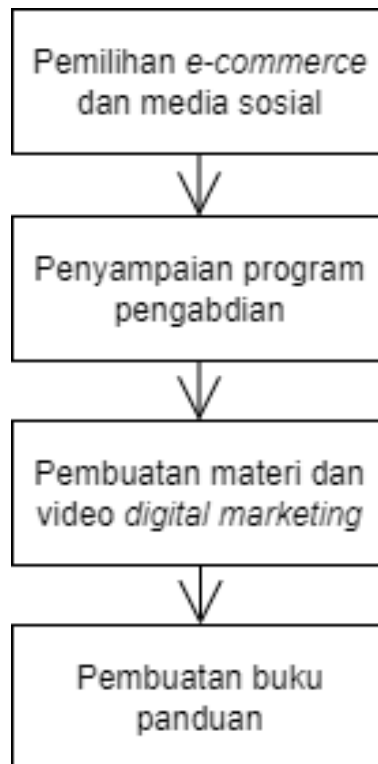 Pemilihan e-commerce
dan media sosial
Penyampaian program
pengabdian
Pembuatan materi dan
video digital marketing
Pembuatan buku
panduan